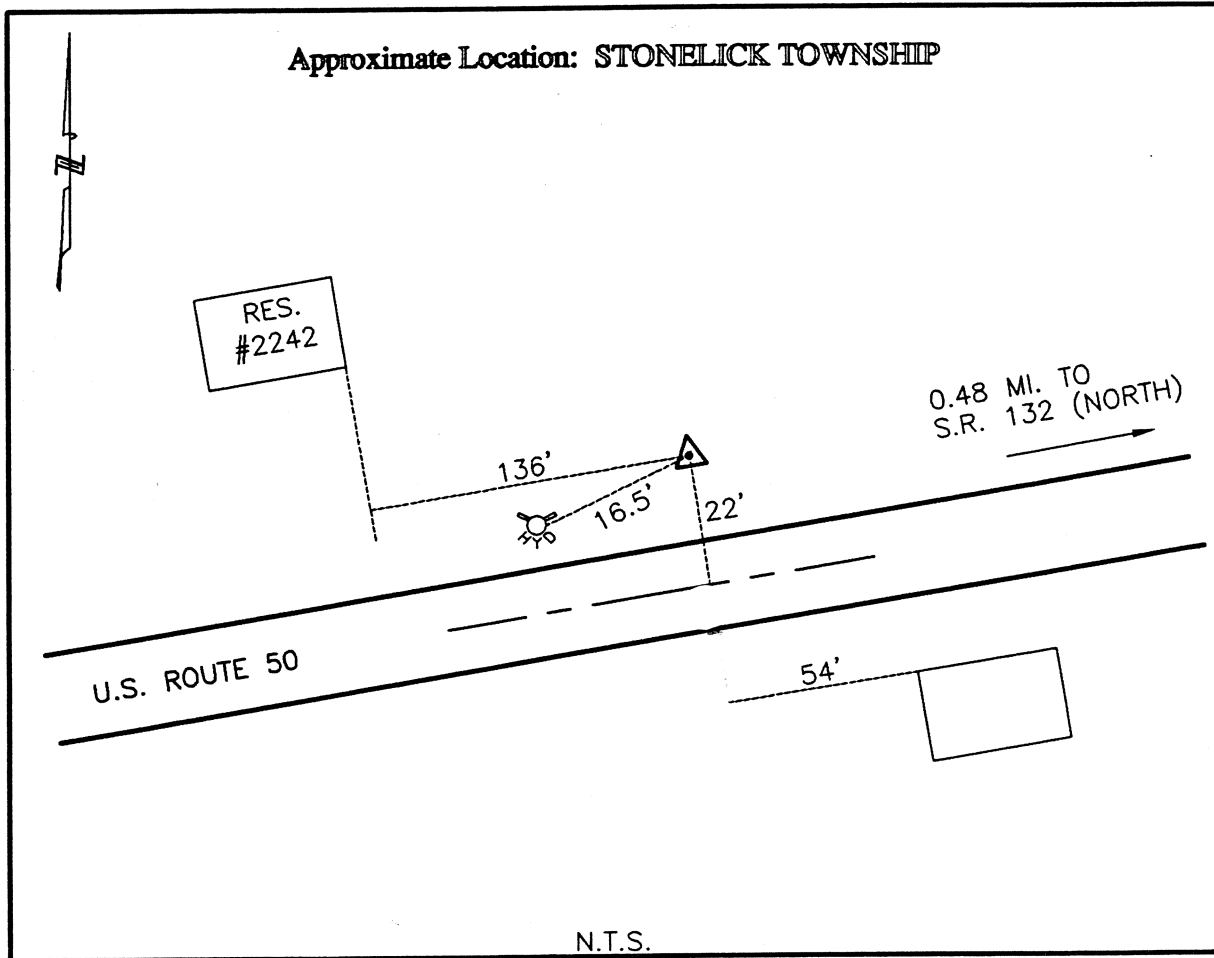 Approximate Location: STONELICK TOWNSHIP
N
RES.
#2242
0.48 MI. TO
S.R. 132 (NORTH)
136'
16.5'
22'
HYD
U.S. ROUTE 50
54'
N.T.S.